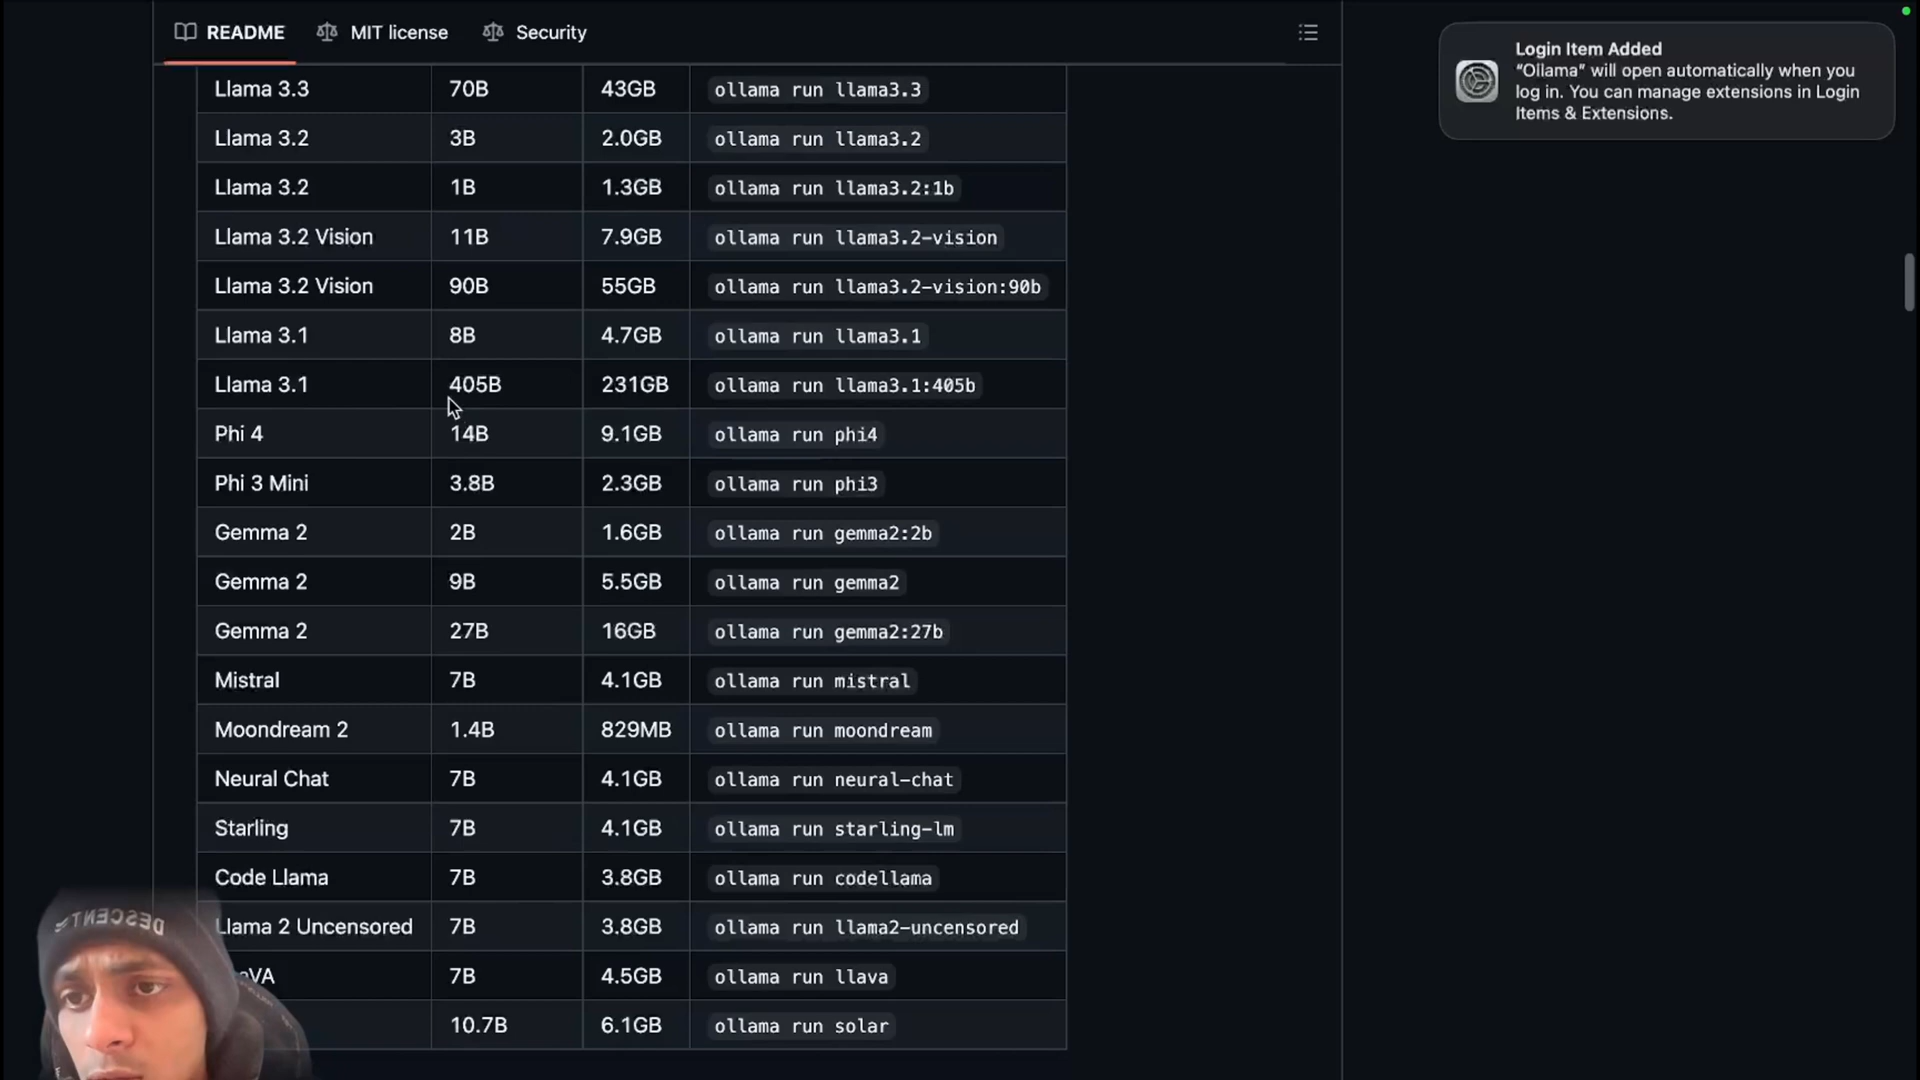 README MIT license Security
Login Item Added
“Ollama” will open automatically when you
log in. You can manage extensions in Login
Items & Extensions.
Llama 3.3 70B 43GB ollama run llama3.3
Llama 3.2 3B 2.0GB ollama run llama3.2
Llama 3.2 1B 1.3GB ollama run llama3.2:1b
Llama 3.2 Vision 11B 7.9GB ollama run llama3.2-vision
Llama 3.2 Vision 90B 55GB ollama run llama3.2-vision:90b
Llama 3.1 8B 4.7GB ollama run llama3.1
Llama 3.1 405B 231GB ollama run llama3.1:405b
Phi 4 14B 9.1GB ollama run phi4
Phi 3 Mini 3.8B 2.3GB ollama run phi3
Gemma 2 2B 1.6GB ollama run gemma2:2b
Gemma 2 9B 5.5GB ollama run gemma2
Gemma 2 27B 16GB ollama run gemma2:27b
Mistral 7B 4.1GB ollama run mistral
Moondream 2 1.4B 829MB ollama run moondream
Neural Chat 7B 4.1GB ollama run neural-chat
Starling 7B 4.1GB ollama run starling-lm
Code Llama 7B 3.8GB ollama run codellama
Llama 2 Uncensored 7B 3.8GB ollama run llama2-uncensored
aVA 7B 4.5GB ollama run llava
10.7B 6.1GB ollama run solar
DESCENTE